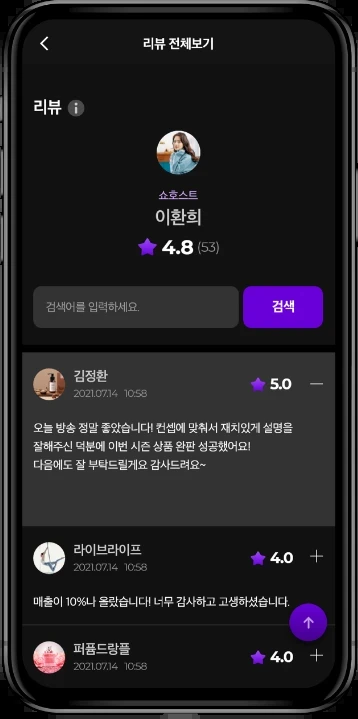 리뷰 전체보기
리뷰
쇼호스트
이환희
4.8 (53)
검색어를 입력하세요.
검색
김정환
2021.07.14 10:58
5.0
오늘 방송 정말 좋았습니다! 컨셉에 맞춰서 재치있게 설명을
잘해주신 덕분에 이번 시즌 상품 완판 성공했어요!
다음에도 잘 부탁드릴게요 감사드려요~
라이브라이프
2021.07.14 10:58
4.0
매출이 10%나 올랐습니다! 너무 감사하고 고생하셨습니다.
퍼퓸드랑플
2021.07.14 10:58
4.0